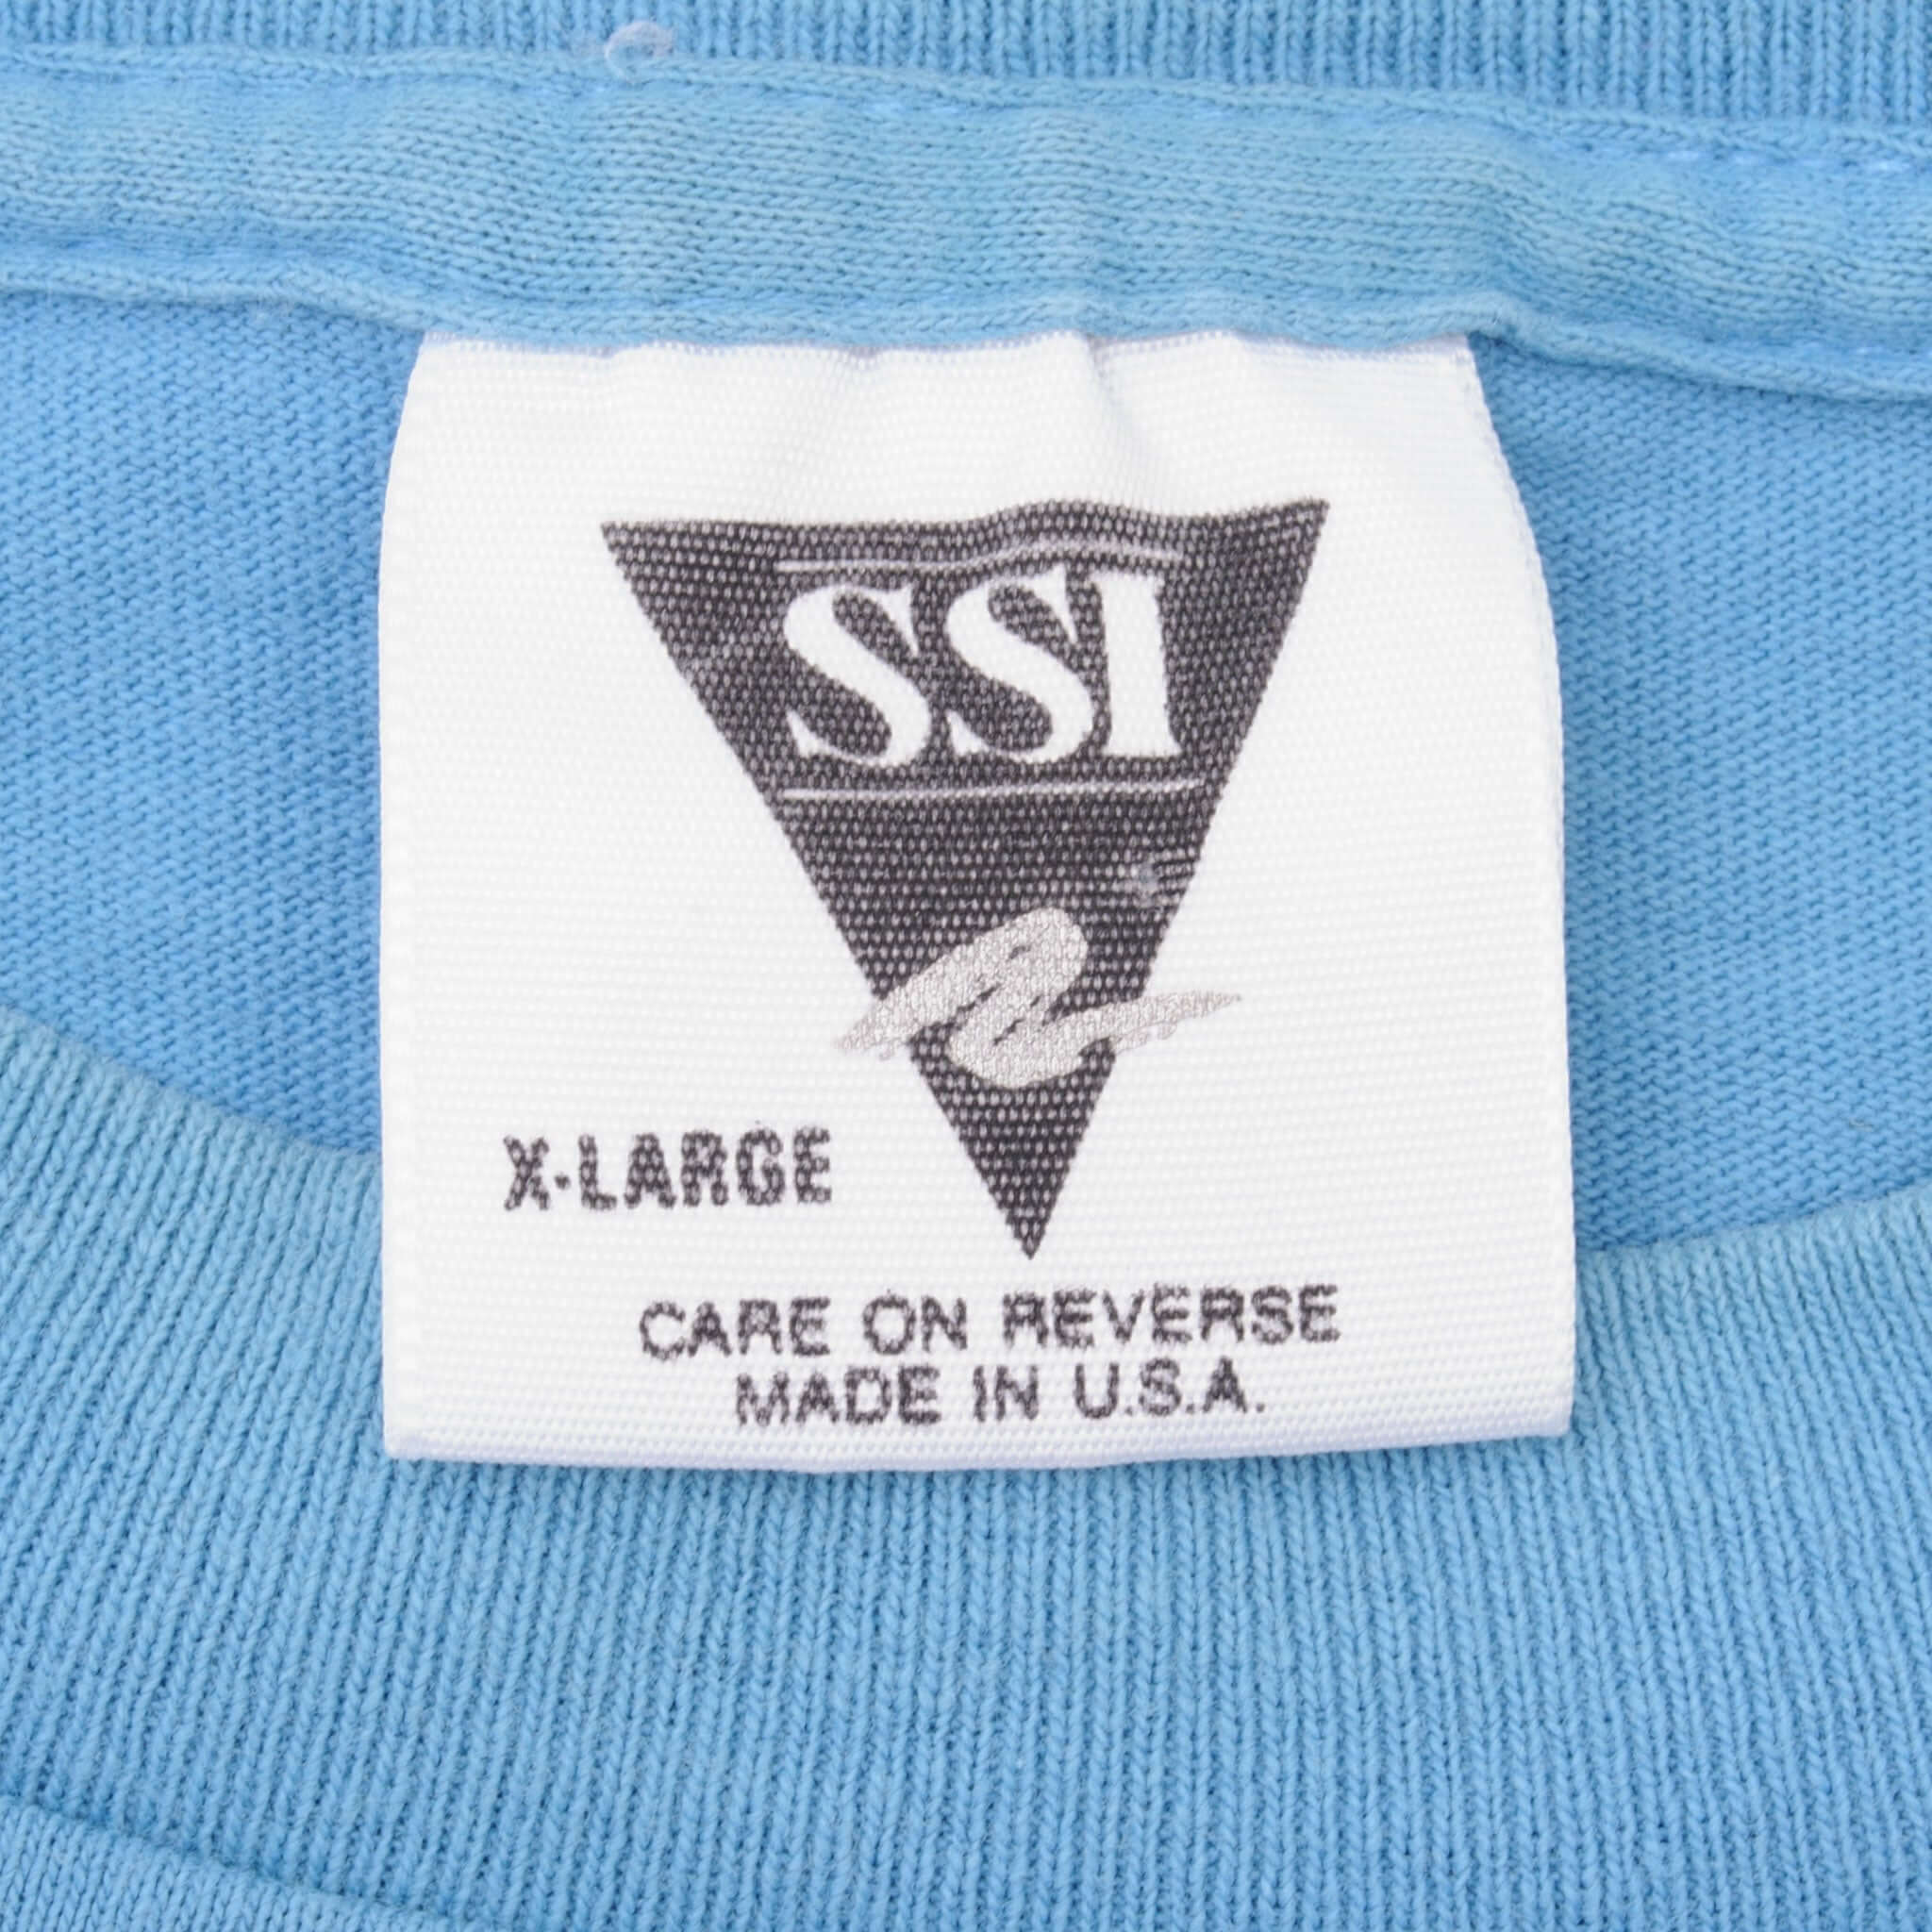 SSI
X-LARGE
CARE ON REVERSE
MADE IN U.S.A.